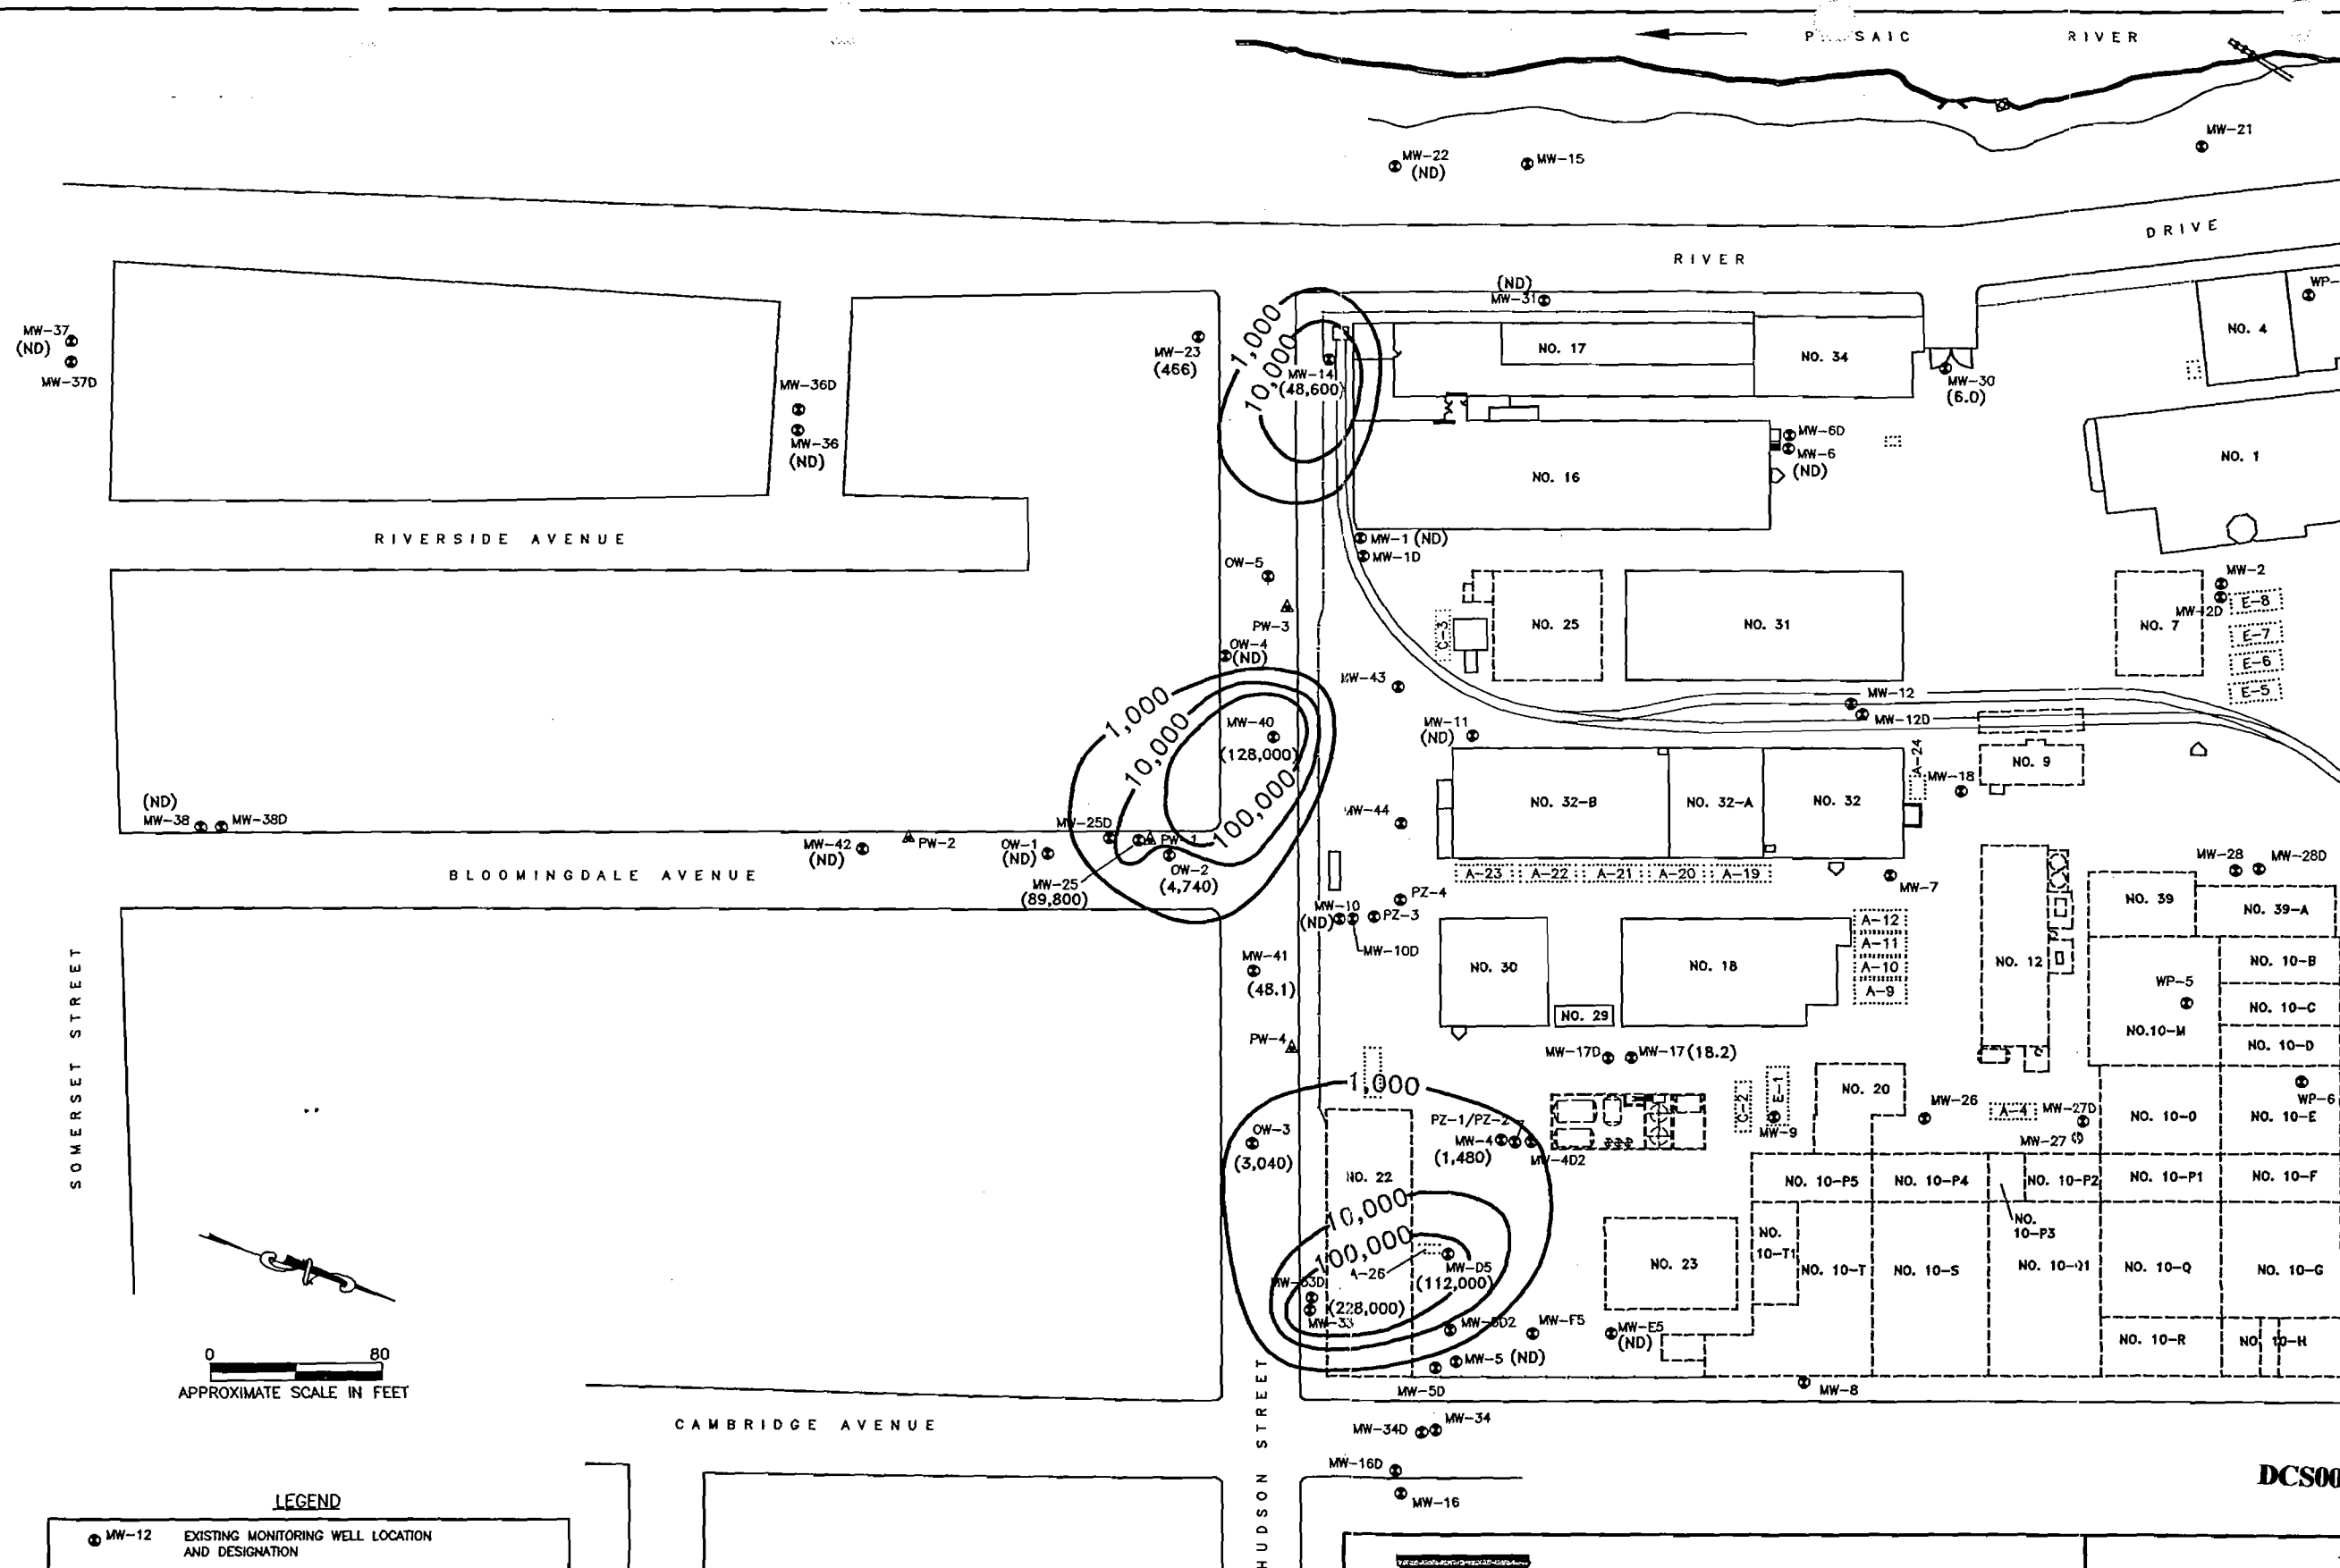 RIVER
MW-21
MW-22
(ND)
MW-15
DRIVE
RIVER
(ND)
MW-31
MW-37
(ND)
MW-37D
MW-23
(466)
1,000
10,000
MW-14
(48,600)
NO. 17
NO. 34
NO. 4
MW-30
(6.0)
MW-36D
MW-36
(ND)
MW-6D
MW-6
(ND)
NO. 16
NO. 1
RIVERSIDE AVENUE
MW-1 (ND)
MW-1D
OW-5
PW-3
OW-4
(ND)
C-3
NO. 25
NO. 31
NO. 7
MW-2
E-8
E-7
E-6
E-5
MW-43
MW-12
MW-12D
1,000
10,000
100,000
MW-40
(128,000)
MW-11
(ND)
A-24
NO. 9
MW-18
NO. 32-B
NO. 32-A
NO. 32
(ND)
MW-38
MW-38D
MW-44
MW-25D
PW-1
MW-42
(ND)
PW-2
OW-1
(ND)
OW-2
(4,740)
MW-25
(89,800)
BLOOMINGDALE AVENUE
A-23
A-22
A-21
A-20
A-19
MW-7
MW-28
MW-28D
PZ-4
MW-10
(ND)
PZ-3
MW-10D
A-12
A-11
A-10
A-9
NO. 39
NO. 39-A
MW-41
(48.1)
NO. 30
NO. 18
NO. 29
NO. 12
WP-5
NO.10-M
NO. 10-B
NO. 10-C
NO. 10-D
PW-4
MW-17D
MW-17(18.2)
SOMERSET STREET
1,000
C-2
E-1
NO. 20
MW-9
MW-26
A-4
MW-27D
MW-27
NO. 10-O
WP-6
NO. 10-E
OW-3
(3,040)
PZ-1/PZ-2
MW-4
(1,480)
MW-4D2
NO. 22
10,000
100,000
NO. 10-P5
NO. 10-P4
NO. 10-P2
NO. 10-P1
NO. 10-F
NO.
10-P3
NO.
10-T1
A-26
MW-D5
(112,000)
NO. 23
NO. 10-T
NO. 10-S
NO. 10-Q
NO. 10-G
(228,000)
MW-33
MW-F5
MW-E5
(ND)
NO. 10-R
MW-5 (ND)
MW-5D
MW-8
0 80
APPROXIMATE SCALE IN FEET
CAMBRIDGE AVENUE
HUDSON STREET
MW-34
MW-34D
MW-16D
MW-16
LEGEND
MW-12 EXISTING MONITORING WELL LOCATION
AND DESIGNATION